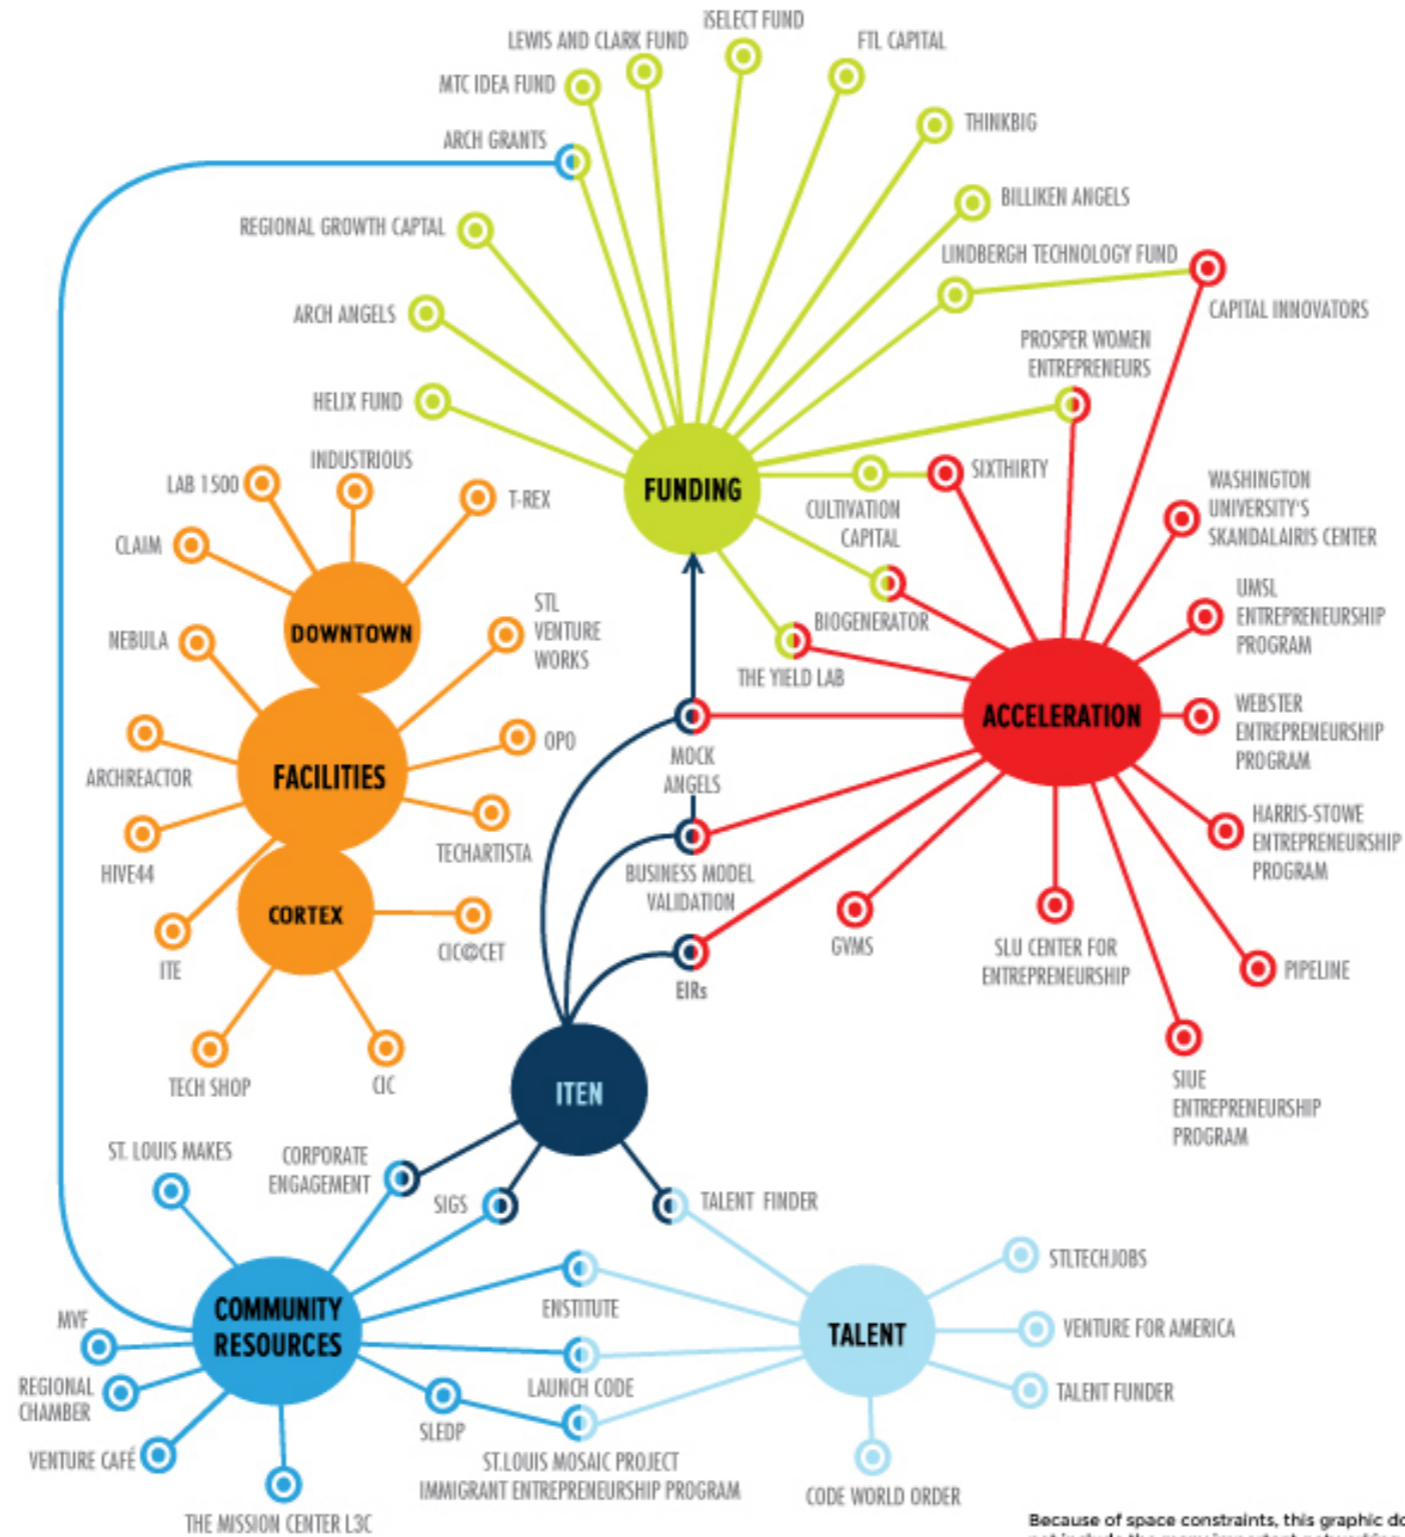 iSELECT FUND
LEWIS AND CLARK FUND
FTL CAPITAL
MTC IDEA FUND
THINKBIG
ARCH GRANTS
BILLIKEN ANGELS
REGIONAL GROWTH CAPTAL
LINDBERGH TECHNOLOGY FUND
CAPITAL INNOVATORS
ARCH ANGELS
PROSPER WOMEN
ENTREPRENEURS
HELIX FUND
FUNDING
CULTIVATION
CAPITAL
SIXTHIRTY
BIOGENERATOR
THE YIELD LAB
INDUSTRIOUS
LAB 1500
T-REX
CLAIM
DOWNTOWN
NEBULA
STL
VENTURE
WORKS
ARCHREACTOR
FACILITIES
OPO
HIVE44
TECHARTISTA
CORTEX
ITE
CIC@CET
TECH SHOP
CIC
WASHINGTON
UNIVERSITY'S
SKANDALAIRIS CENTER
UMSL
ENTREPRENEURSHIP
PROGRAM
ACCELERATION
WEBSTER
ENTREPRENEURSHIP
PROGRAM
HARRIS-STOWE
ENTREPRENEURSHIP
PROGRAM
MOCK
ANGELS
BUSINESS MODEL
VALIDATION
EIRs
GVMS
SLU CENTER FOR
ENTREPRENEURSHIP
PIPELINE
SIUE
ENTREPRENEURSHIP
PROGRAM
ITEN
ST. LOUIS MAKES
CORPORATE
ENGAGEMENT
SIGS
TALENT FINDER
COMMUNITY
RESOURCES
ENSTITUTE
TALENT
STLTECHJOBS
VENTURE FOR AMERICA
TALENT FUNDER
MVF
REGIONAL
CHAMBER
LAUNCH CODE
SLEDP
VENTURE CAFÉ
ST.LOUIS MOSAIC PROJECT
IMMIGRANT ENTREPRENEURSHIP PROGRAM
CODE WORLD ORDER
THE MISSION CENTER L3C
Because of space constraints, this graphic do